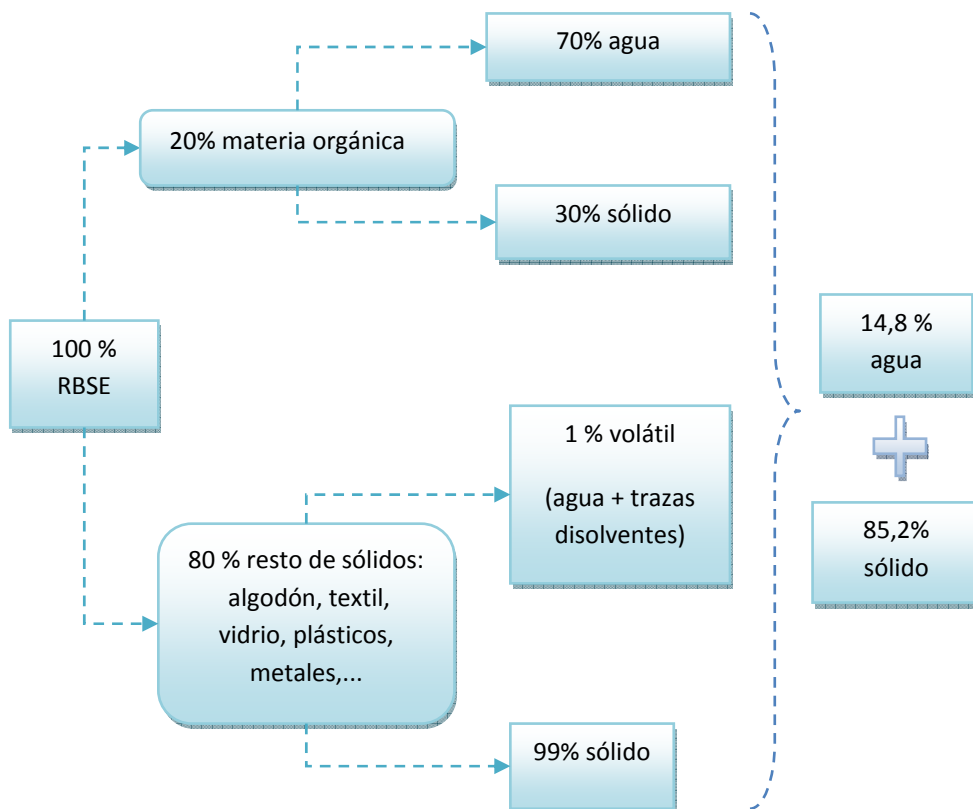 70% agua
20% materia orgánica
30% sólido
100 %
RBSE
14,8 %
agua
1 % volátil
(agua + trazas
disolventes)
85,2%
sólido
80 % resto de sólidos:
algodón, textil,
vidrio, plásticos,
metales,...
99% sólido